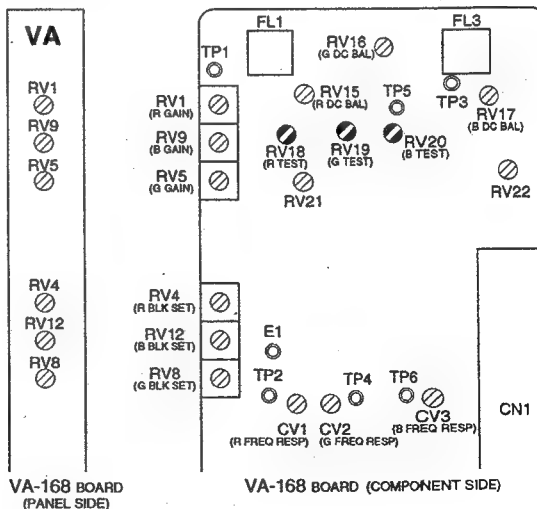 VA
RV1
RV9
RV5
RV4
RV12
RV8
VA-168 BOARD
(PANEL SIDE)
FL1
RV16
(G DC BAL)
FL3
TP1
RV1
(R GAIN)
RV15
(R DC BAL)
TP5
TP3
RV17
(B DC BAL)
RV9
(B GAIN)
RV18
(R TEST)
RV19
(G TEST)
RV20
(B TEST)
RV5
(G GAIN)
RV21
RV22
RV4
(R BLK SET)
RV12
(B BLK SET)
E1
RV8
(G BLK SET)
TP2
TP4
TP6
CN1
CV1
(R FREQ RESP)
CV2
(G FREQ RESP)
CV3
(B FREQ RESP)
VA-168 BOARD (COMPONENT SIDE)